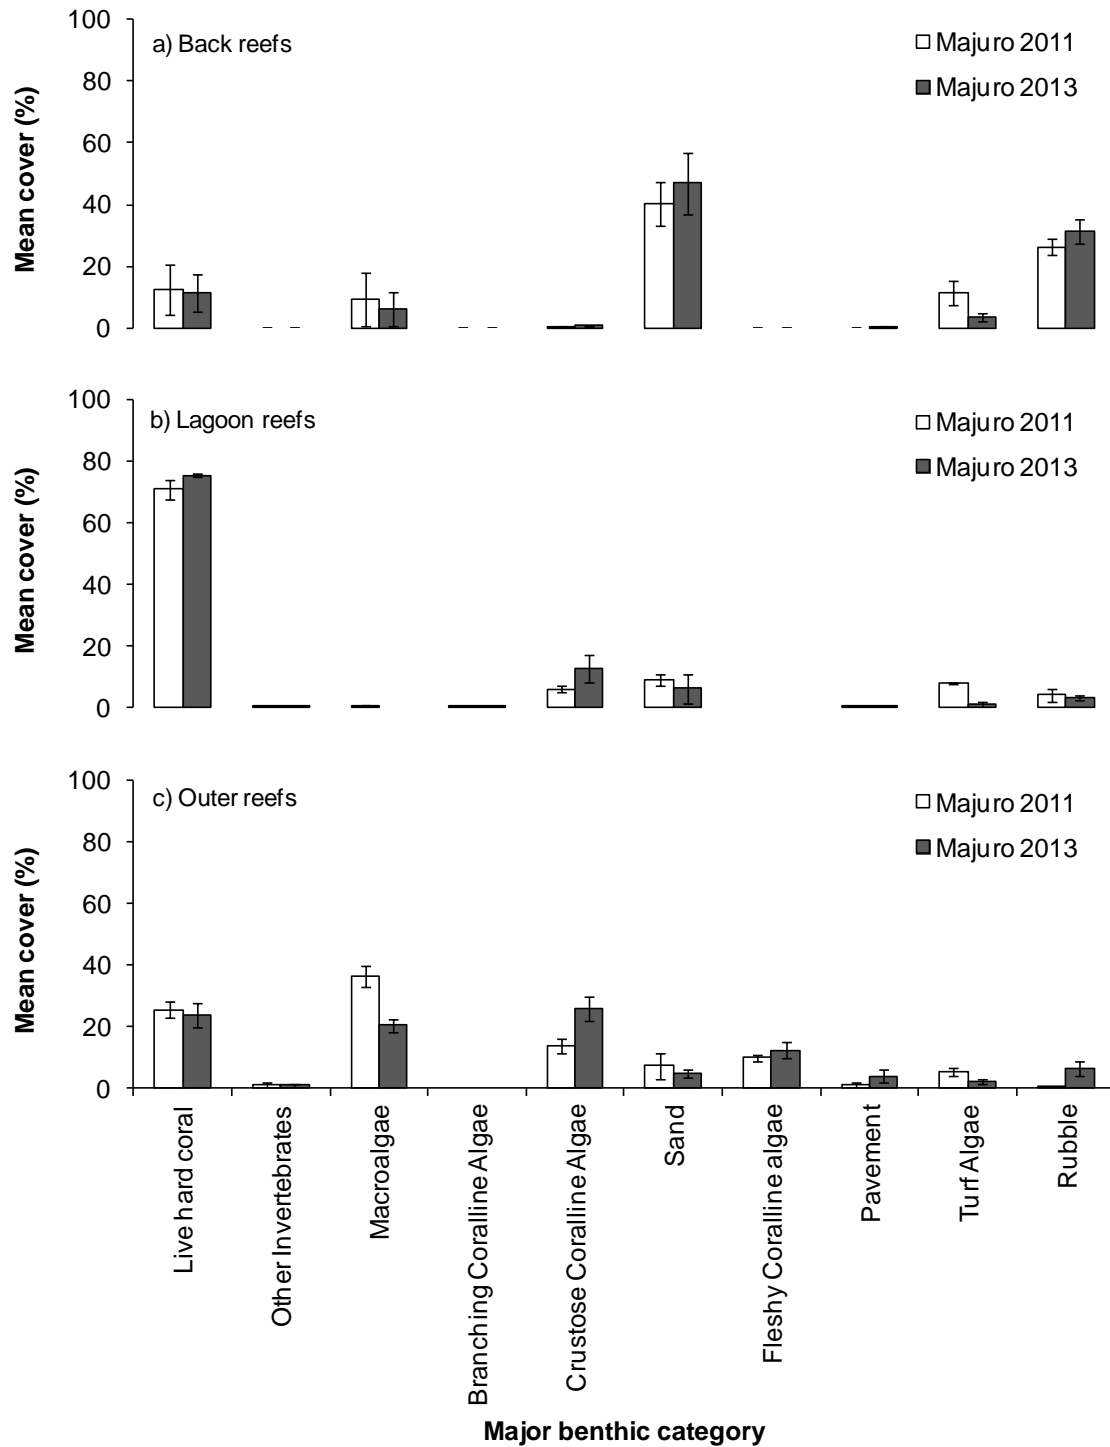 a) Back reefs
Majuro 2011
Majuro 2013
Mean cover (%)
100
80
60
40
20
0
b) Lagoon reefs
Majuro 2011
Majuro 2013
Mean cover (%)
100
80
60
40
20
0
c) Outer reefs
Majuro 2011
Majuro 2013
Mean cover (%)
100
80
60
40
20
0
Live hard coral
Other Invertebrates
Macroalgae
Branching Coralline Algae
Crustose Coralline Algae
Sand
Fleshy Coralline algae
Pavement
Turf Algae
Rubble
Major benthic category